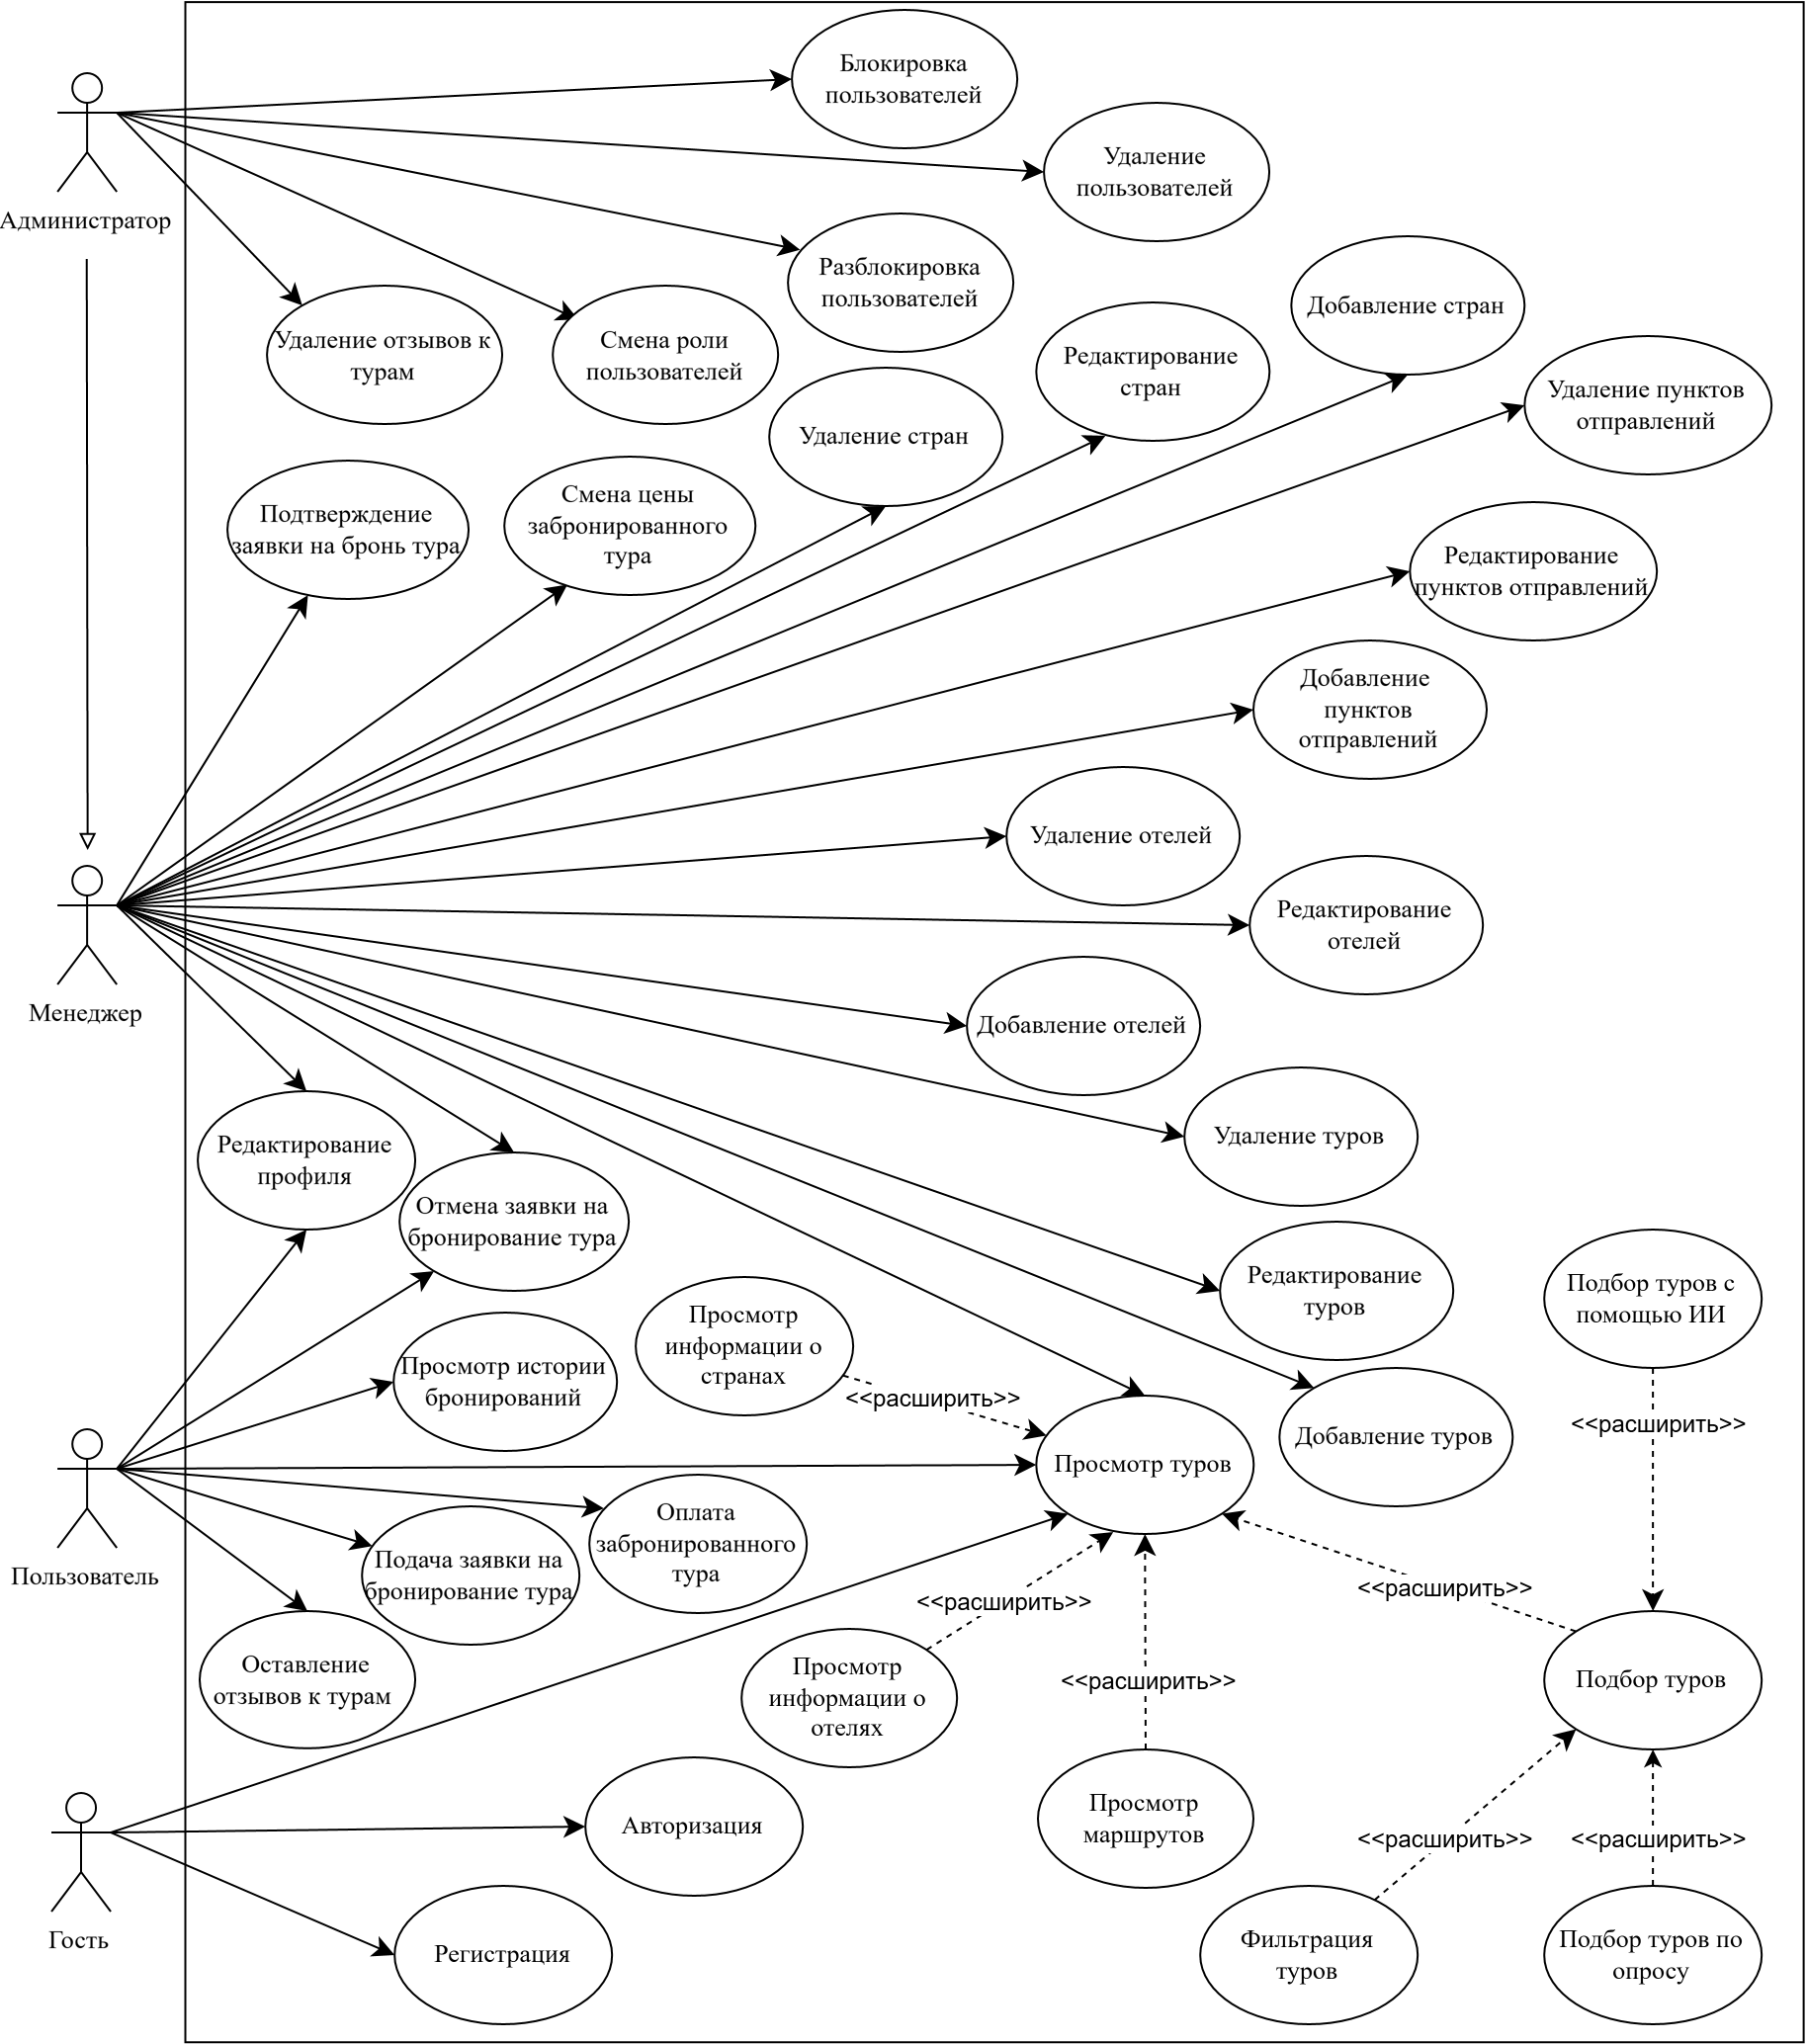 Блокировка
пользователей
Удаление
пользователей
Администратор
Разблокировка
пользователей
Добавление стран
Удаление отзывов к
турам
Смена роли
пользователей
Редактирование
стран
Удаление пунктов
отправлений
Удаление стран
Подтверждение
заявки на бронь тура
Смена цены
забронированного
тура
Редактирование
пунктов отправлений
Добавление
пунктов
отправлений
Удаление отелей
Редактирование
отелей
Менеджер
Добавление отелей
Удаление туров
Редактирование
профиля
Отмена заявки на
бронирование тура
Редактирование
туров
Подбор туров с
помощью ИИ
Просмотр
информации о
странах
Просмотр истории
бронирований
<<расширить>>
<<расширить>>
Добавление туров
Просмотр туров
Оплата
забронированного
тура
Подача заявки на
бронирование тура
Пользователь
<<расширить>>
<<расширить>>
Оставление
отзывов к турам
Просмотр
информации о
отелях
<<расширить>>
Подбор туров
Авторизация
Просмотр
маршрутов
<<расширить>>
<<расширить>>
Гость
Регистрация
Фильтрация
туров
Подбор туров по
опросу